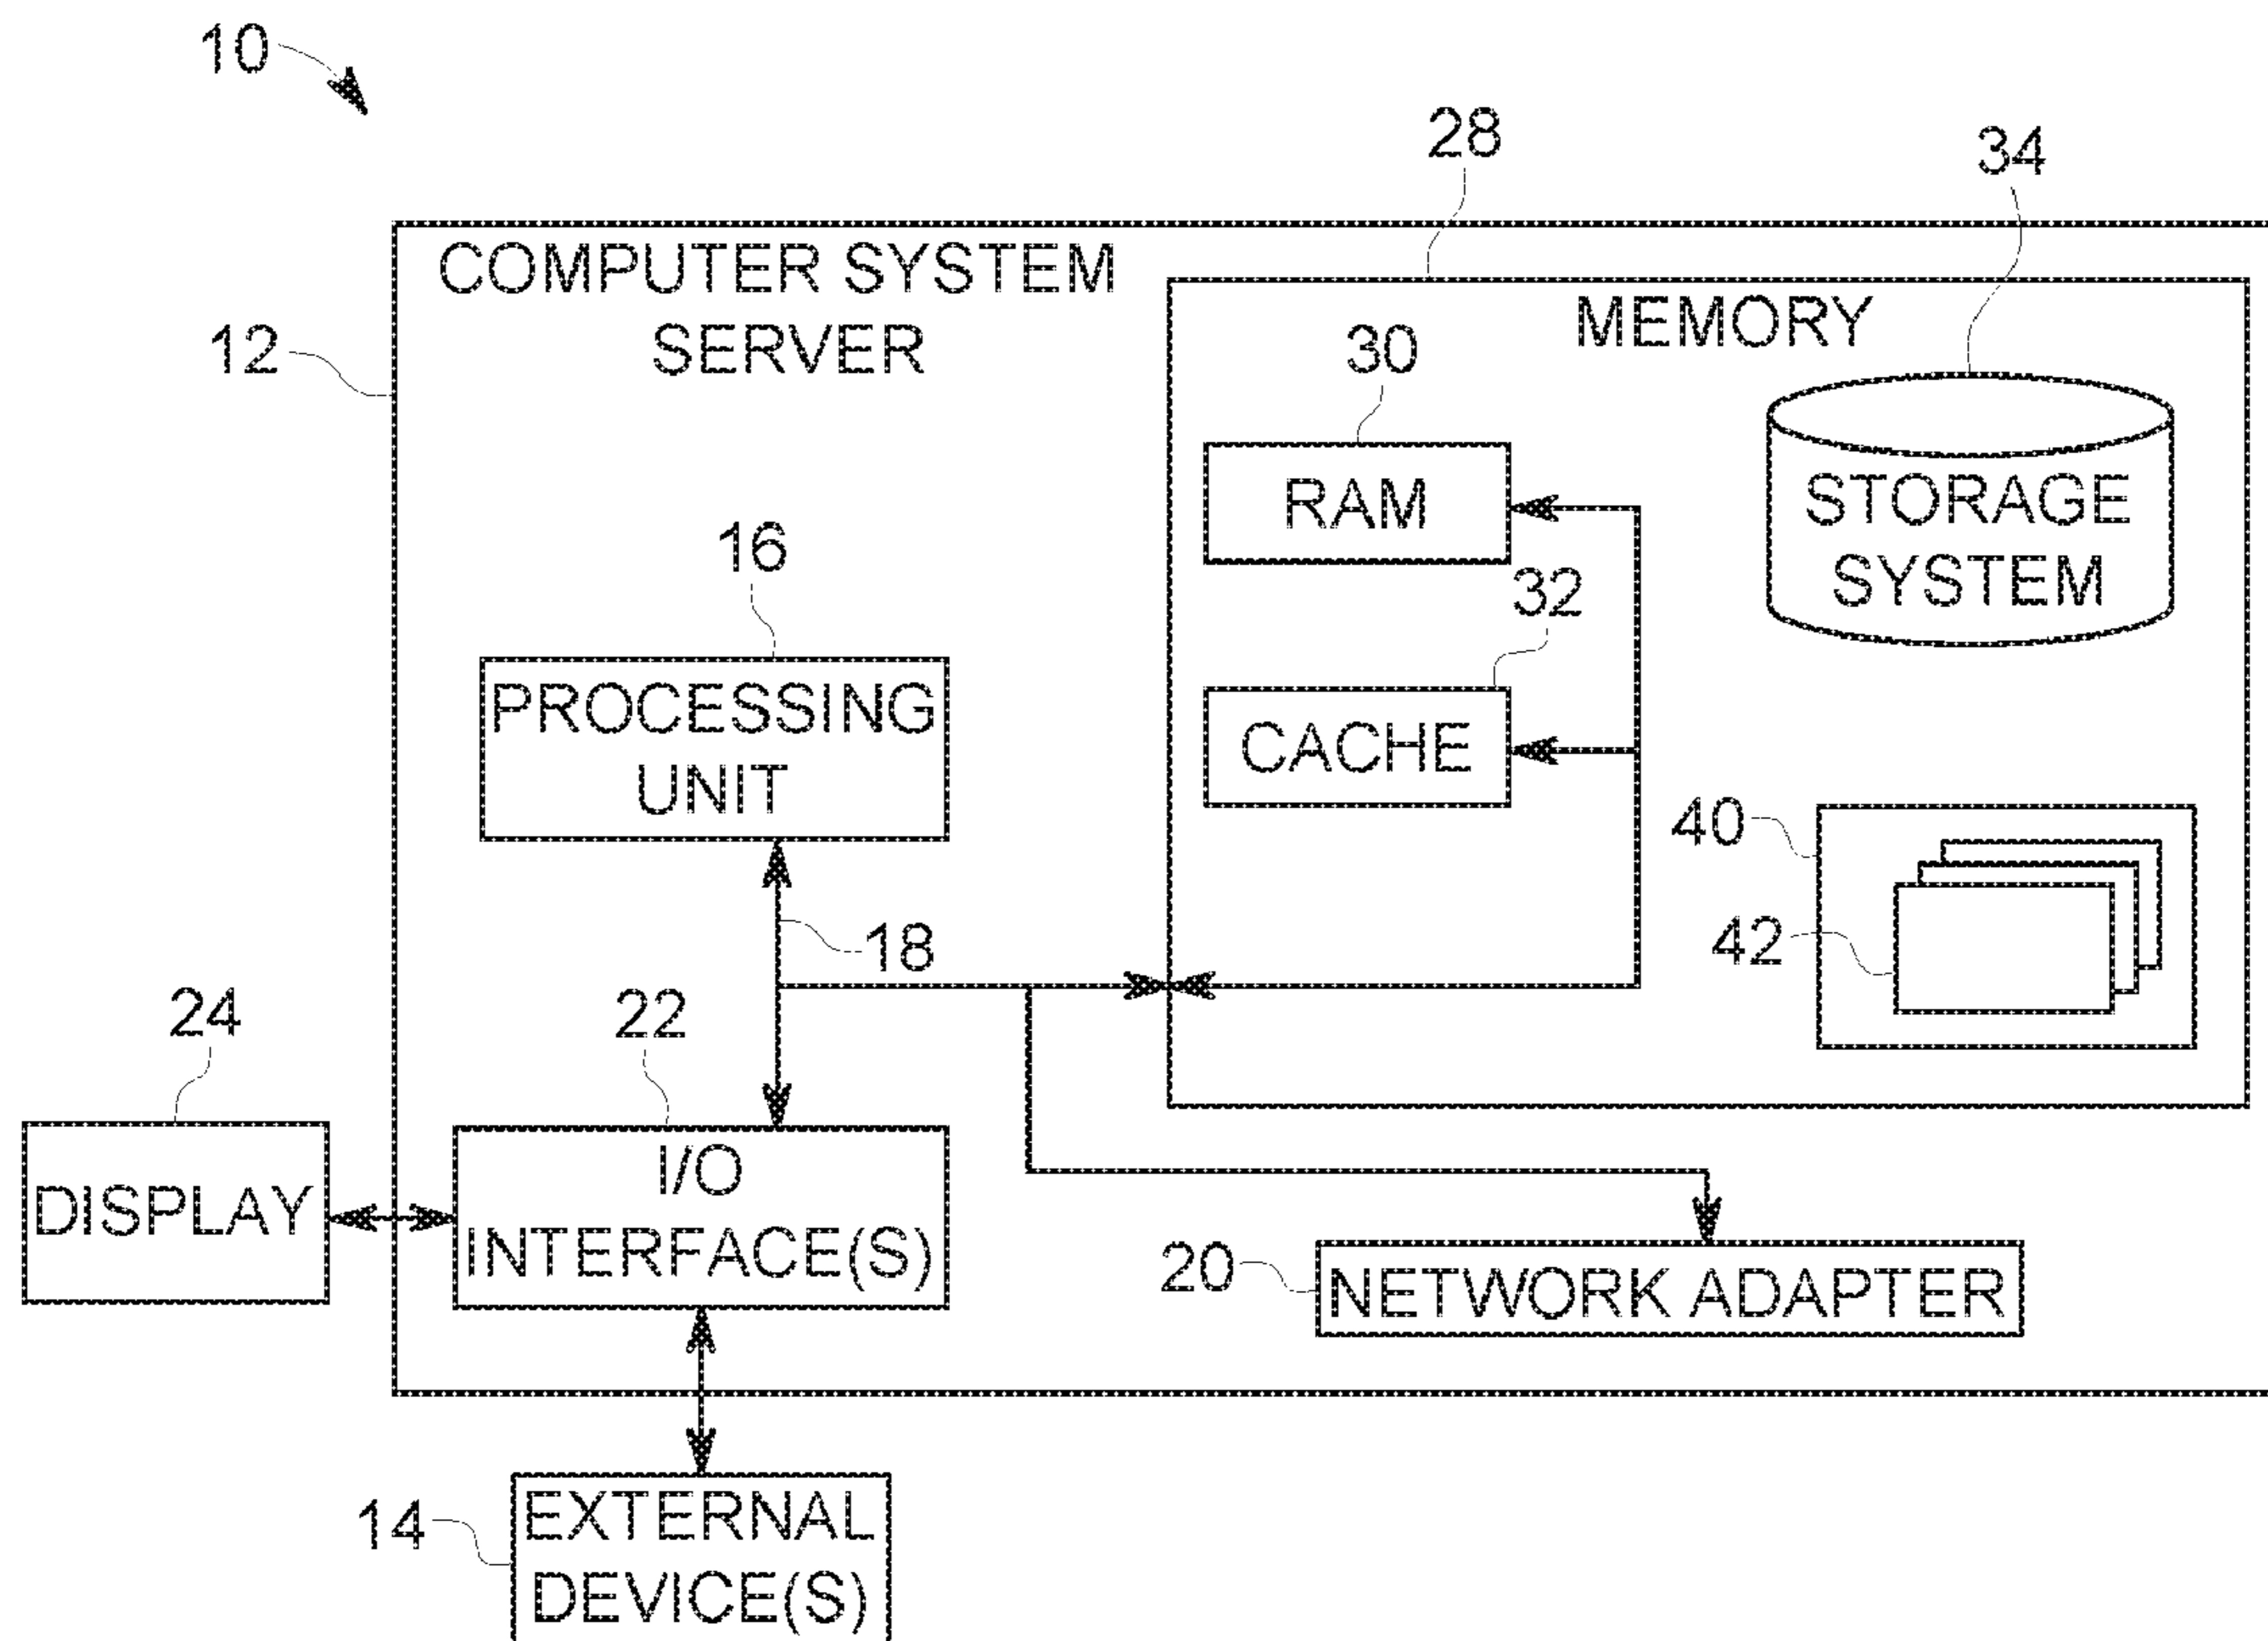 10
28
34
COMPUTER SYSTEM
SERVER
MEMORY
12
30
RAM
STORAGE
SYSTEM
16
32
PROCESSING
UNIT
CACHE
40
18
42
24
22
I/O
INTERFACE(S)
DISPLAY
20
NETWORK ADAPTER
14
EXTERNAL
DEVICE(S)